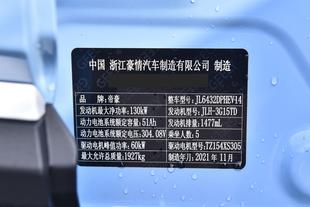 中国 浙江豪情汽车制造有限公司 制造
品牌：帝豪 整车型号：JL6432DPHEV14
发动机最大净功率：130kW 发动机型号：JLH-3G15TD
动力电池系统额定容量：51Ah 发动机排量：1477mL
动力电池系统额定电压：304.08V 乘坐人数：5
驱动电机峰值功率：60kW 驱动电机型号：TZ154XS305
最大允许总质量：1927kg 制造年月：2021年11月